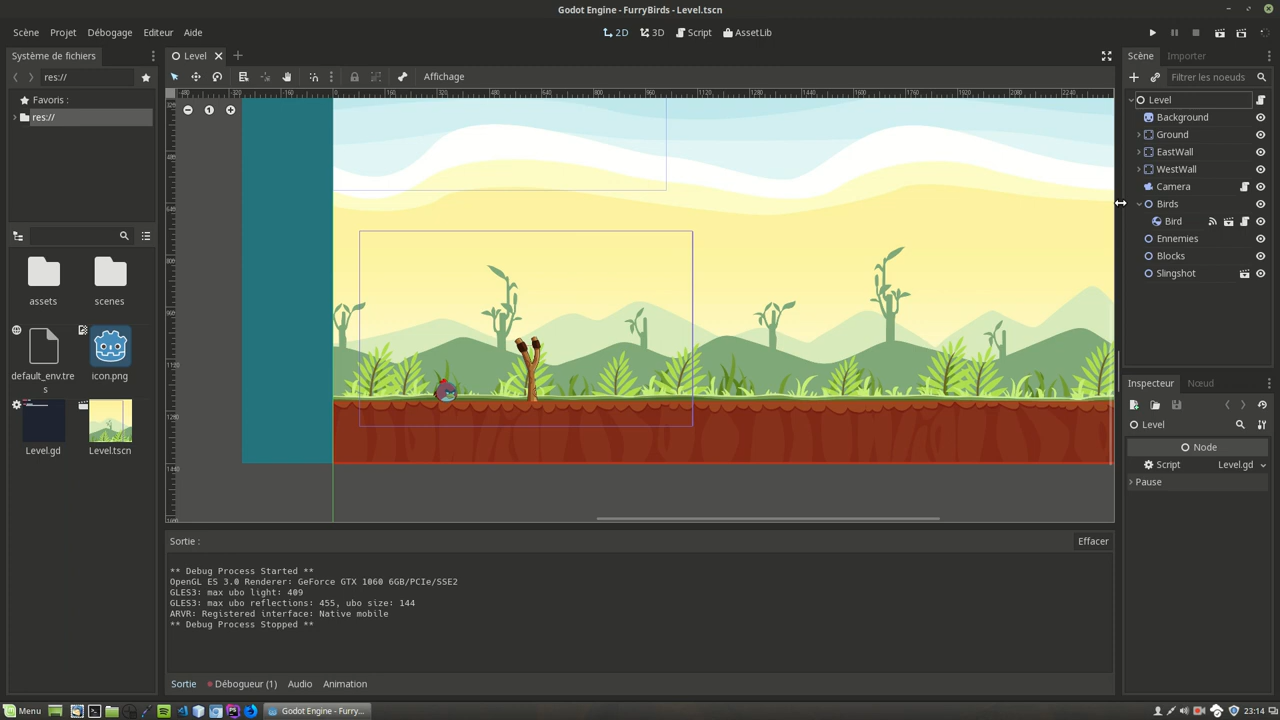 Godot Engine - FurryBirds - Level.tscn
Scène Projet Débogage Editeur Aide
2D 3D Script AssetLib
Système de fichiers
Level
Scène Importer
res://
Affichage
Filtrer les noeuds
Favoris :
res://
Level
Background
Ground
EastWall
WestWall
Camera
Birds
Bird
Ennemies
Blocks
Slingshot
assets scenes
default_env.tre
s
icon.png
Level.gd Level.tscn
Inspecteur Nœud
Level
Node
Script Level.gd
Pause
Sortie :
Effacer
** Debug Process Started **
OpenGL ES 3.0 Renderer: GeForce GTX 1060 6GB/PCIe/SSE2
GLES3: max ubo light: 409
GLES3: max ubo reflections: 455, ubo size: 144
ARVR: Registered interface: Native mobile
** Debug Process Stopped **
Sortie Débogueur (1) Audio Animation
Menu
Godot Engine - Furry...
23:14